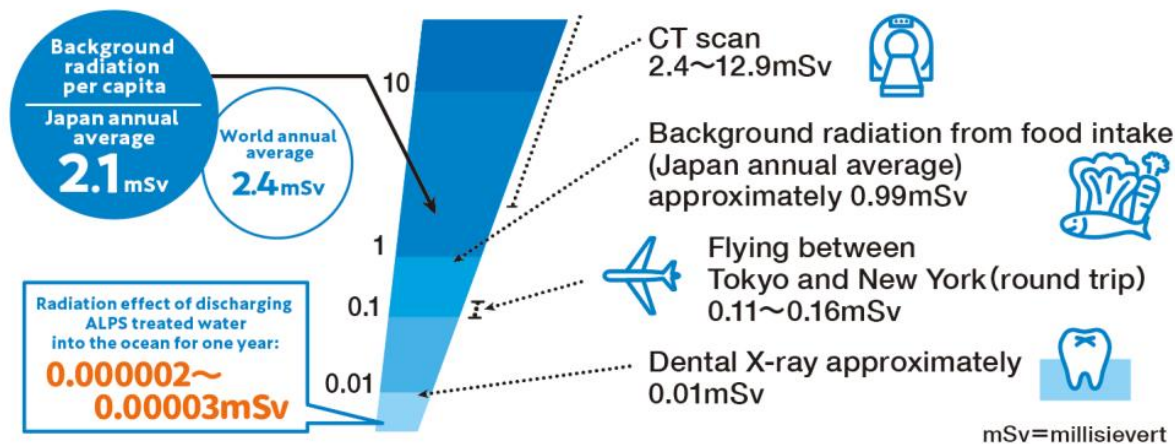 Background
radiation
per capita
Japan annual
average
2.1mSv
World annual
average
2.4mSv
10
1
0.1
0.01
CT scan
2.4～12.9mSv
Background radiation from food intake
(Japan annual average)
approximately 0.99mSv
Flying between
Tokyo and New York(round trip)
0.11～0.16mSv
Dental X-ray approximately
0.01mSv
Radiation effect of discharging
ALPS treated water
into the ocean for one year:
0.000002～
0.00003mSv
mSv=millisievert